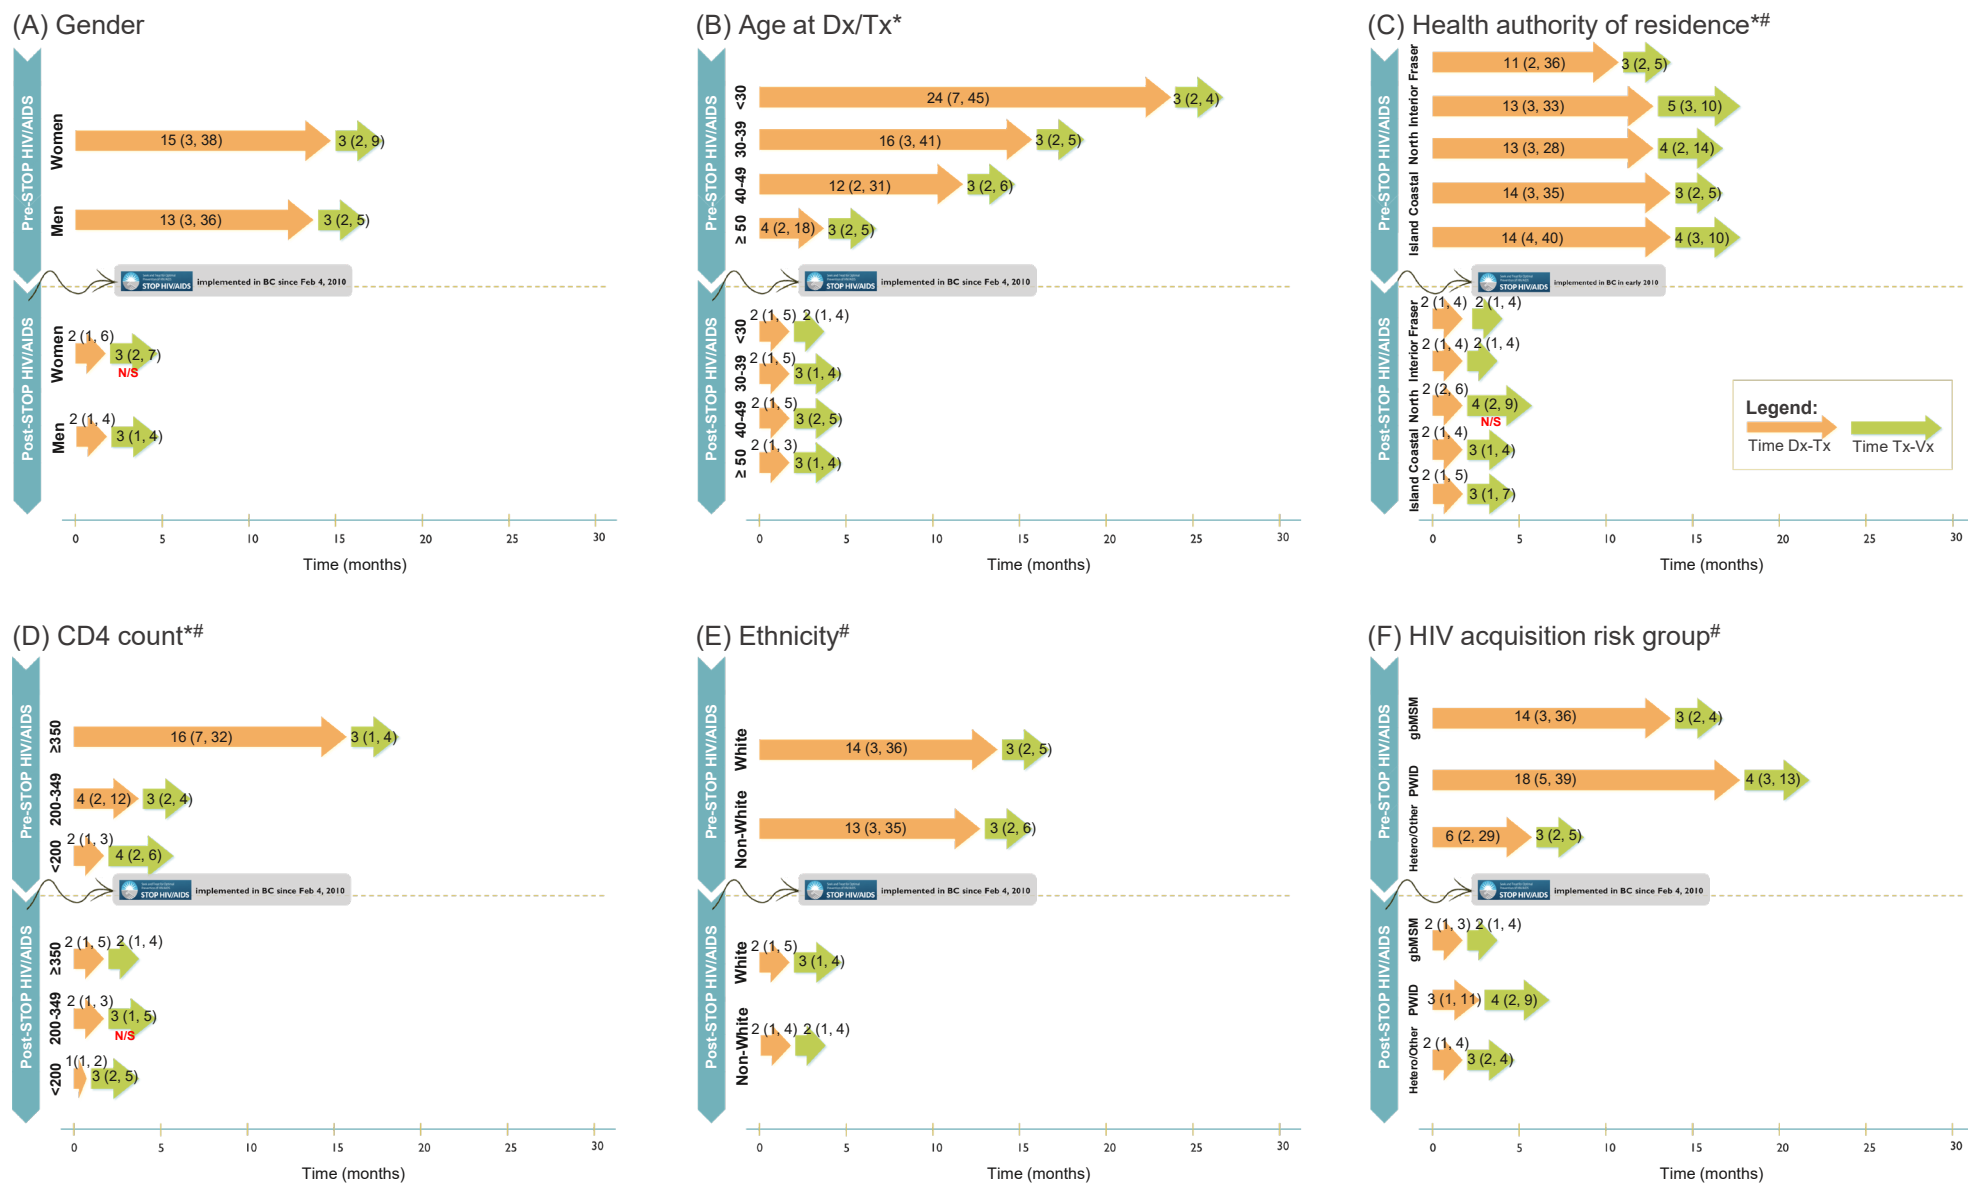 (A) Gender
Pre-STOP HIV/AIDS
Women
15 (3, 38)
3 (2, 9)
Men
13 (3, 36)
3 (2, 5)
STOP HIV/AIDS
implemented in BC since Feb 4, 2010
Post-STOP HIV/AIDS
Women
2 (1, 6)
3 (2, 7)
N/S
Men
2 (1, 4)
3 (1, 4)
0 5 10 15 20 25 30
Time (months)
(B) Age at Dx/Tx*
Pre-STOP HIV/AIDS
<30
24 (7, 45)
3 (2, 4)
30-39
16 (3, 41)
3 (2, 5)
40-49
12 (2, 31)
3 (2, 6)
≥ 50
4 (2, 18)
3 (2, 5)
STOP HIV/AIDS
implemented in BC since Feb 4, 2010
Post-STOP HIV/AIDS
<30
2 (1, 5)
2 (1, 4)
30-39
2 (1, 5)
3 (1, 4)
40-49
2 (1, 5)
3 (2, 5)
≥ 50
2 (1, 3)
3 (1, 4)
0 5 10 15 20 25 30
Time (months)
(C) Health authority of residence*#
Pre-STOP HIV/AIDS
Fraser
11 (2, 36)
3 (2, 5)
Interior
13 (3, 33)
5 (3, 10)
North
13 (3, 28)
4 (2, 14)
Coastal
14 (3, 35)
3 (2, 5)
Island
14 (4, 40)
4 (3, 10)
STOP HIV/AIDS
implemented in BC in early 2010
Post-STOP HIV/AIDS
Fraser
2 (1, 4)
2 (1, 4)
Interior
2 (1, 4)
2 (1, 4)
North
2 (2, 6)
4 (2, 9)
N/S
Coastal
2 (1, 4)
3 (1, 4)
Island
2 (1, 5)
3 (1, 7)
0 5 10 15 20 25 30
Time (months)
Legend:
Time Dx-Tx
Time Tx-Vx
(D) CD4 count*#
Pre-STOP HIV/AIDS
≥350
16 (7, 32)
3 (1, 4)
200-349
4 (2, 12)
3 (2, 4)
<200
2 (1, 3)
4 (2, 6)
STOP HIV/AIDS
implemented in BC since Feb 4, 2010
Post-STOP HIV/AIDS
≥350
2 (1, 5)
2 (1, 4)
200-349
2 (1, 3)
3 (1, 5)
N/S
<200
1(1, 2)
3 (2, 5)
0 5 10 15 20 25 30
Time (months)
(E) Ethnicity#
Pre-STOP HIV/AIDS
White
14 (3, 36)
3 (2, 5)
Non-White
13 (3, 35)
3 (2, 6)
STOP HIV/AIDS
implemented in BC since Feb 4, 2010
Post-STOP HIV/AIDS
White
2 (1, 5)
3 (1, 4)
Non-White
2 (1, 4)
2 (1, 4)
0 5 10 15 20 25 30
Time (months)
(F) HIV acquisition risk group#
Pre-STOP HIV/AIDS
gbMSM
14 (3, 36)
3 (2, 4)
PWID
18 (5, 39)
4 (3, 13)
Hetero/Other
6 (2, 29)
3 (2, 5)
STOP HIV/AIDS
implemented in BC since Feb 4, 2010
Post-STOP HIV/AIDS
gbMSM
2 (1, 3)
2 (1, 4)
PWID
3 (1, 11)
4 (2, 9)
Hetero/Other
2 (1, 4)
3 (2, 4)
0 5 10 15 20 25 30
Time (months)